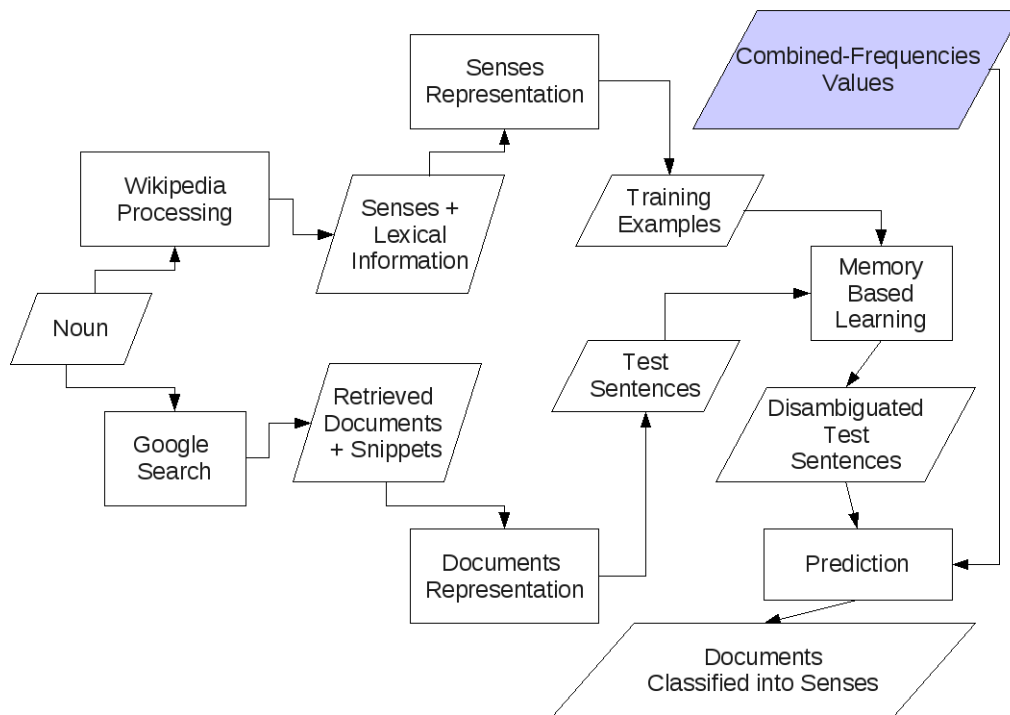 Senses
Representation
Combined-Frequencies
Values
Wikipedia
Processing
Senses +
Lexical
Information
Training
Examples
Memory
Based
Learning
Noun
Test
Sentences
Google
Search
Retrieved
Documents
+ Snippets
Disambiguated
Test
Sentences
Documents
Representation
Prediction
Documents
Classified into Senses